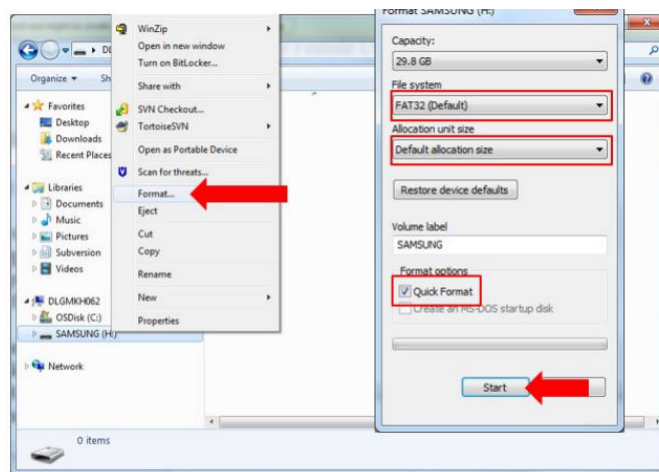 WinZip
Open in new window
Turn on BitLocker...
Share with
SVN Checkout...
TortoiseSVN
Open as Portable Device
Scan for threats...
Format...
Eject
Cut
Copy
Rename
New
Properties
Organize
Favorites
Desktop
Downloads
Recent Places
Libraries
Documents
Music
Pictures
Subversion
Videos
DLGMKH062
OSDisk (C:)
SAMSUNG (H:)
Network
0 items
Format SAMSUNG (H:)
Capacity:
29.8 GB
File system
FAT32 (Default)
Allocation unit size
Default allocation size
Restore device defaults
Volume label
SAMSUNG
Format options
Quick Format
Create an MS-DOS startup disk
Start